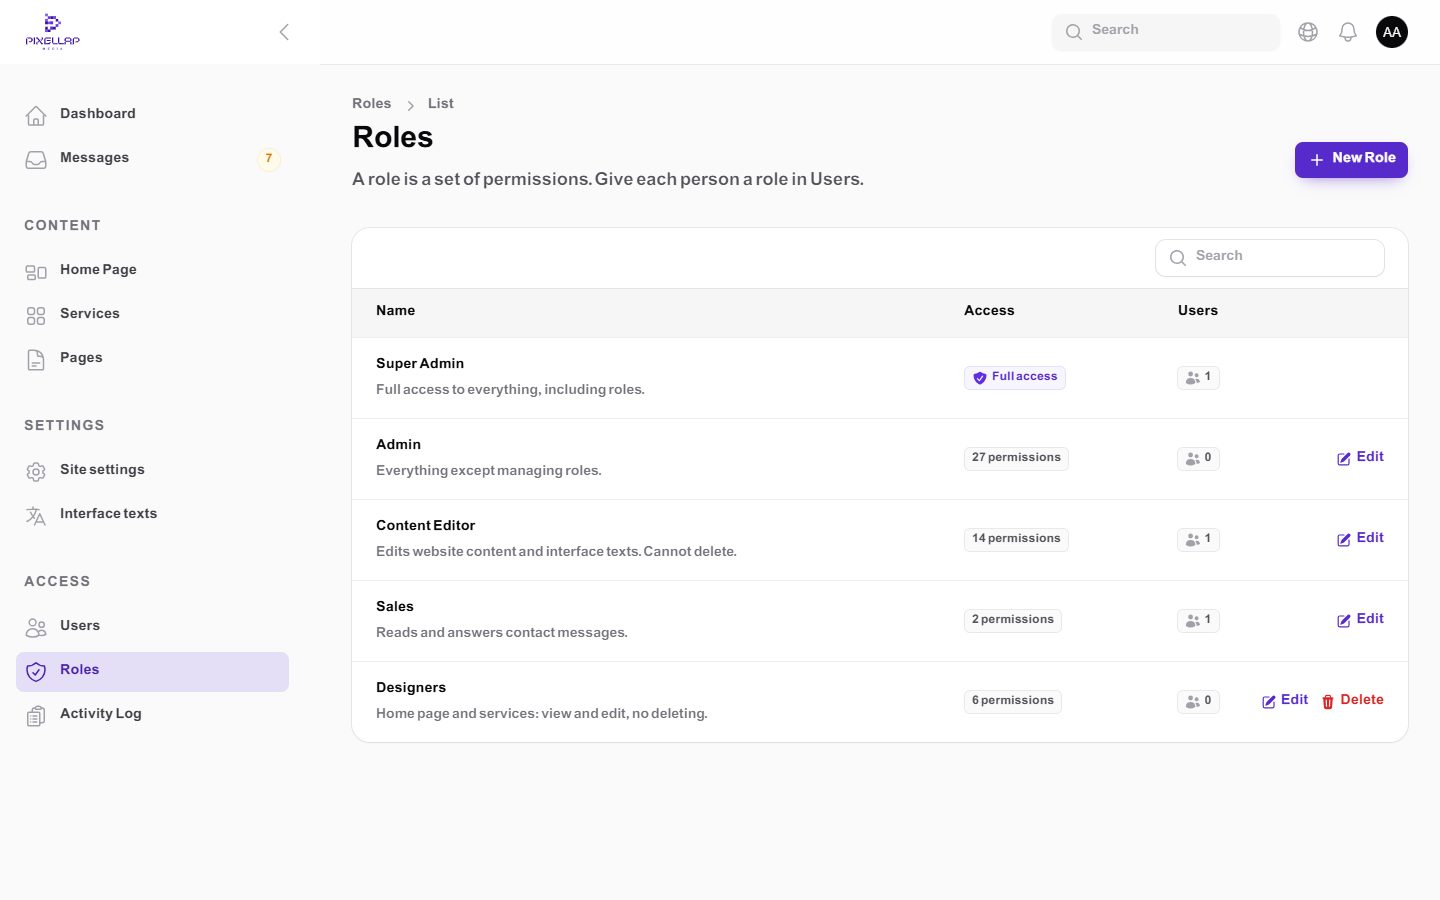 PIXELLAP
MEDIA
Search
AA
Dashboard
Messages
7
CONTENT
Home Page
Services
Pages
SETTINGS
Site settings
Interface texts
ACCESS
Users
Roles
Activity Log
Roles
List
Roles
A role is a set of permissions. Give each person a role in Users.
New Role
Search
Name
Access
Users
Super Admin
Full access to everything, including roles.
Full access
1
Admin
Everything except managing roles.
27 permissions
0
Edit
Content Editor
Edits website content and interface texts. Cannot delete.
14 permissions
1
Edit
Sales
Reads and answers contact messages.
2 permissions
1
Edit
Designers
Home page and services: view and edit, no deleting.
6 permissions
0
Edit
Delete